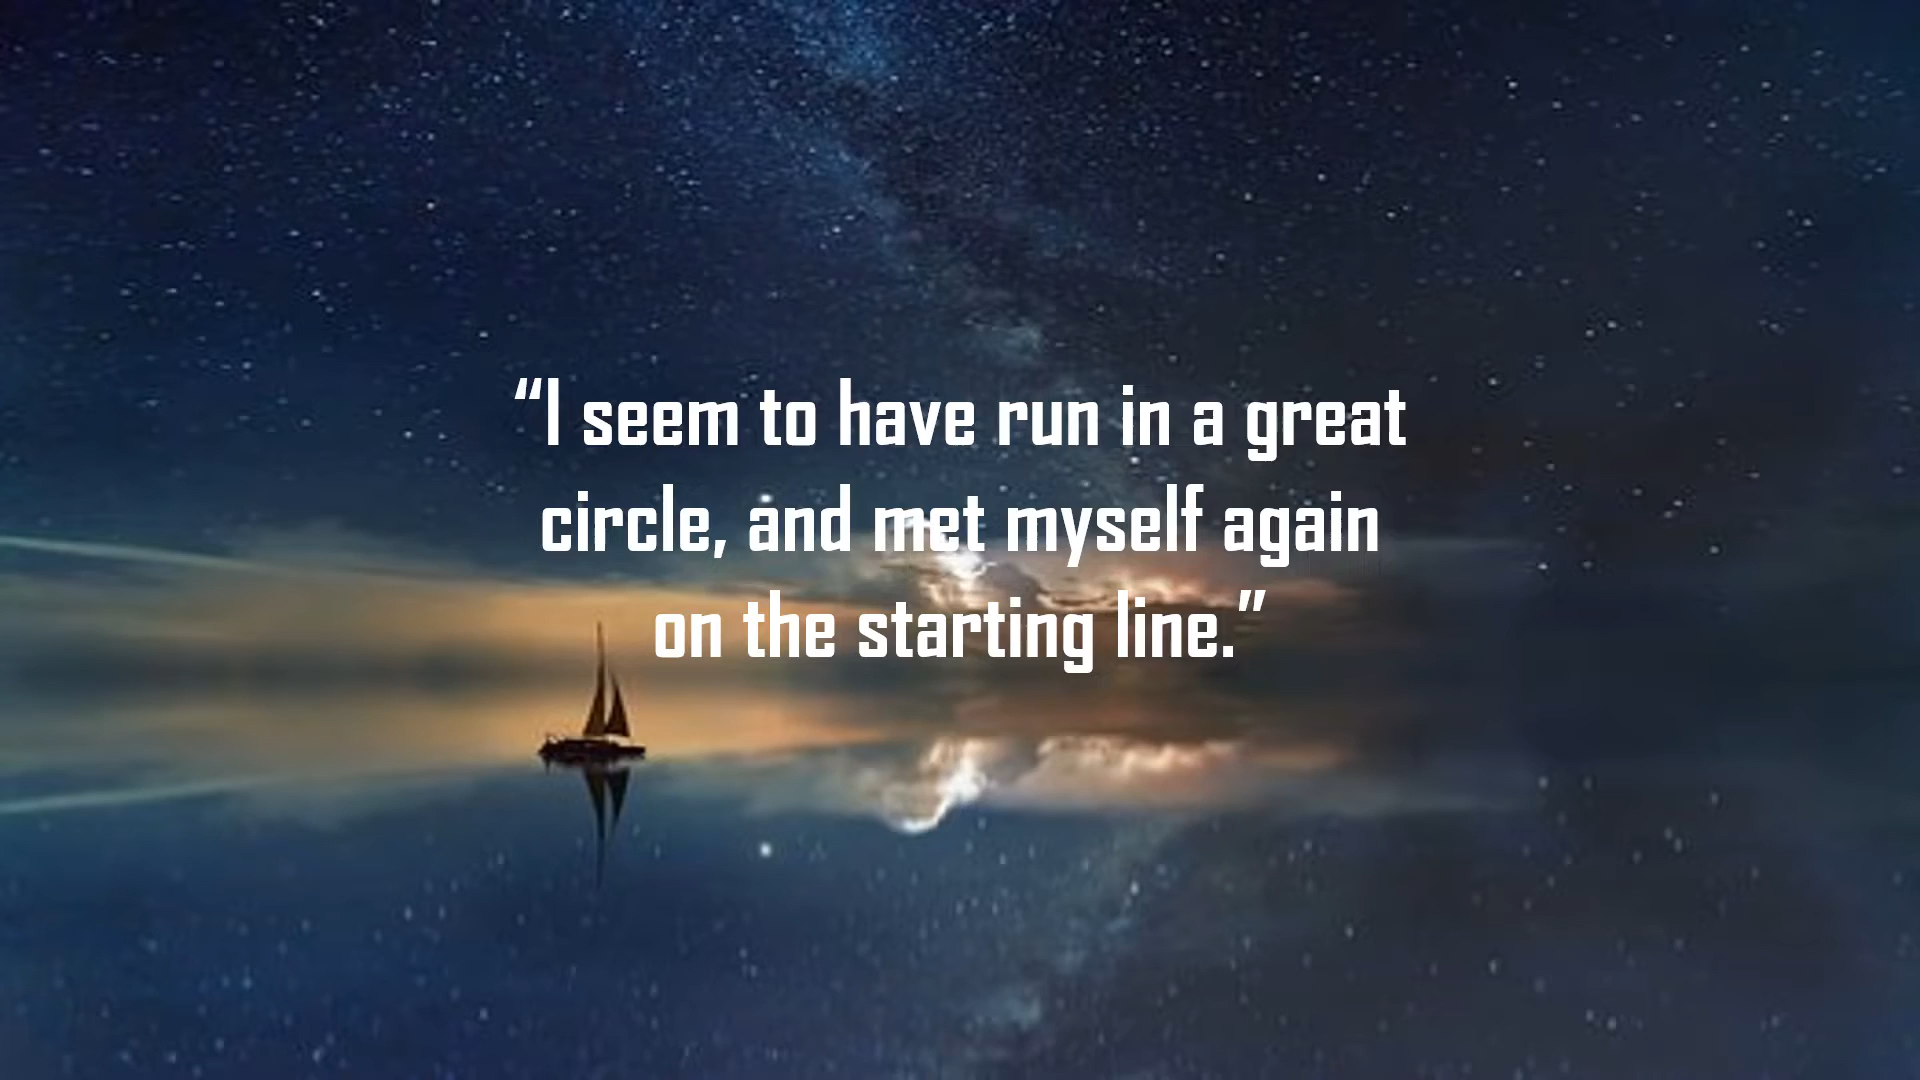 “I seem to have run in a great
circle, and met myself again
on the starting line.”